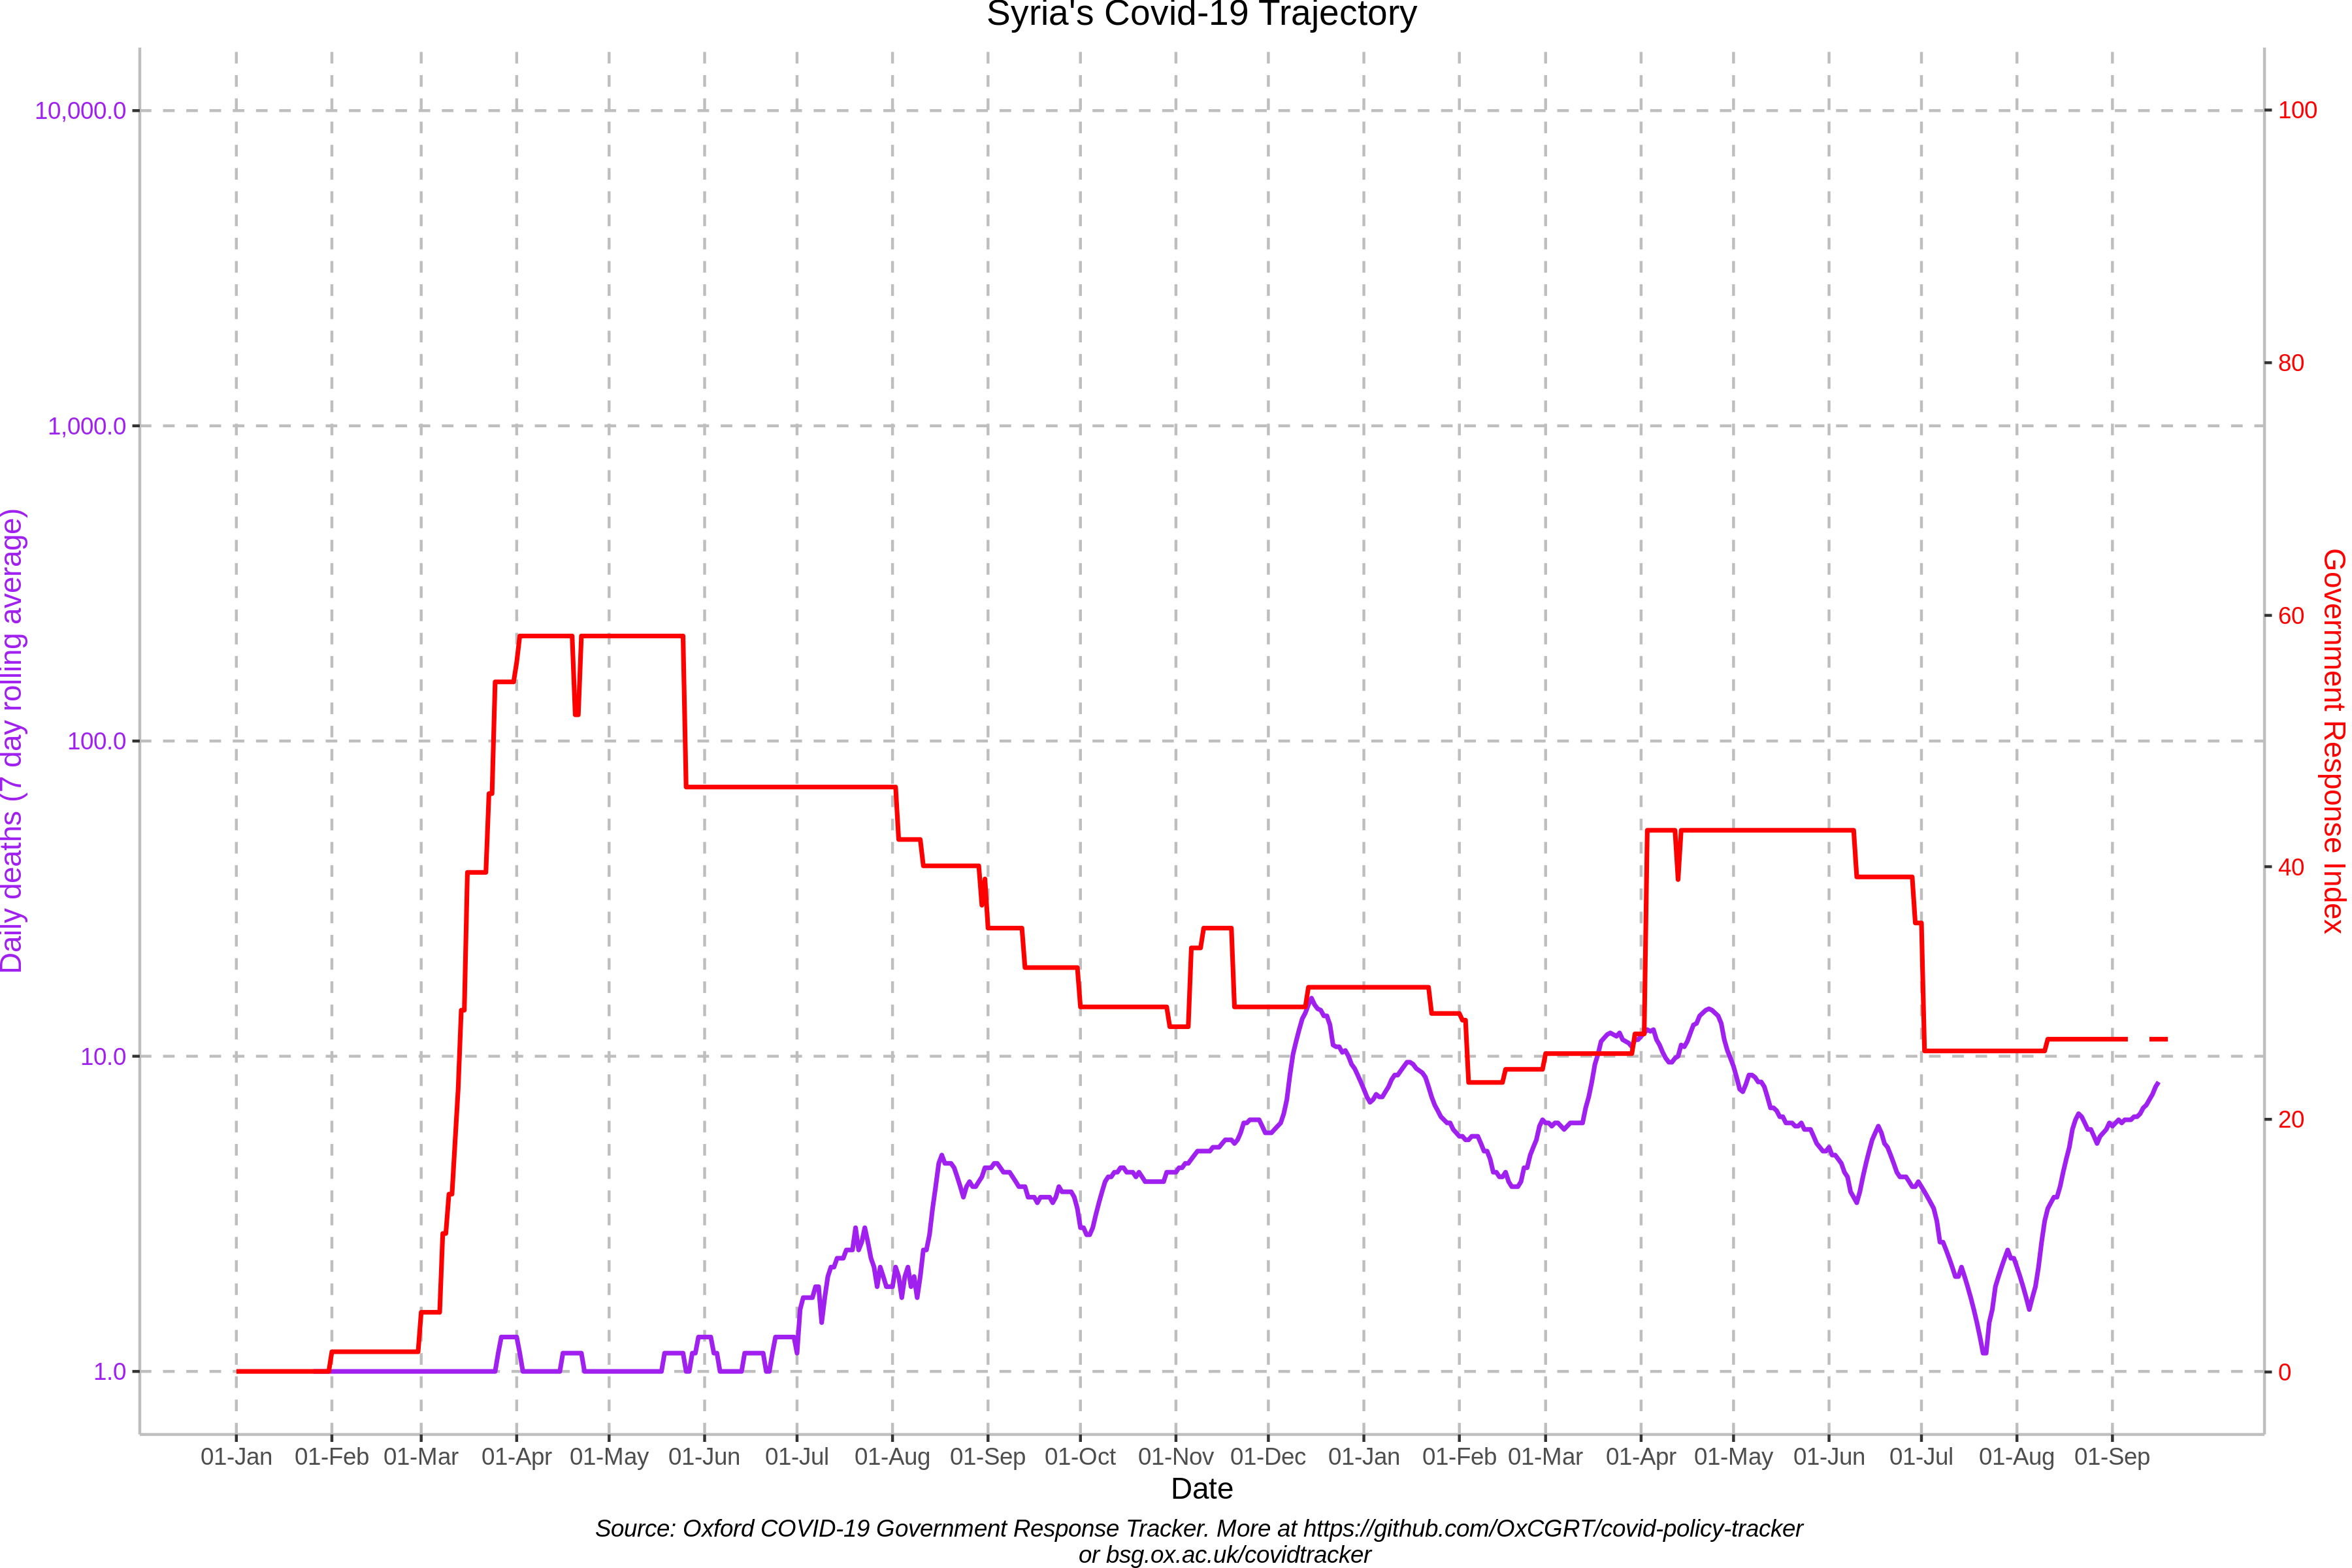 Syria's Covid-19 Trajectory
10,000.0
1,000.0
100.0
10.0
1.0
Daily deaths (7 day rolling average)
100
80
60
40
20
0
Government Response Index
01-Jan 01-Feb 01-Mar 01-Apr 01-May 01-Jun 01-Jul 01-Aug 01-Sep 01-Oct 01-Nov 01-Dec 01-Jan 01-Feb 01-Mar 01-Apr 01-May 01-Jun 01-Jul 01-Aug 01-Sep
Date
Source: Oxford COVID-19 Government Response Tracker. More at https://github.com/OxCGRT/covid-policy-tracker
or bsg.ox.ac.uk/covidtracker